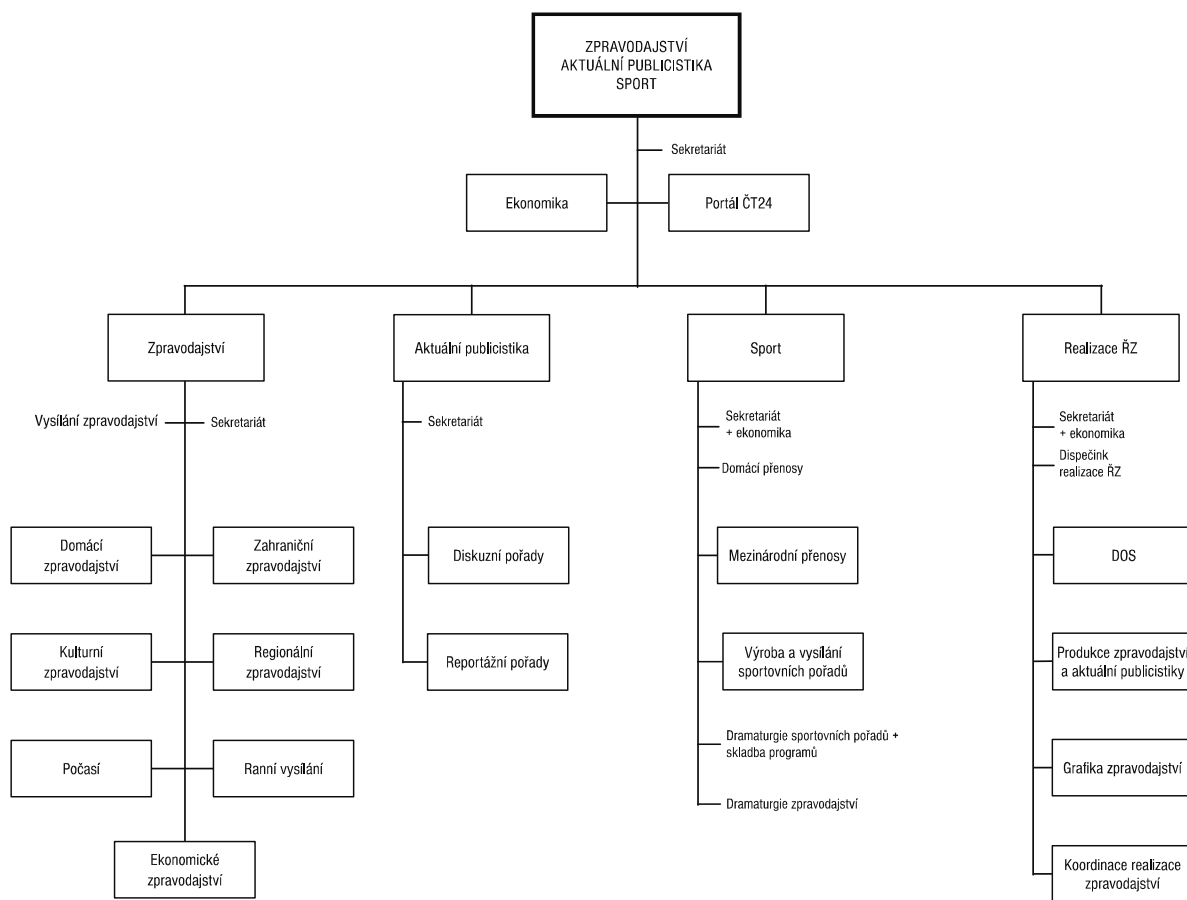 ZPRAVODAJSTVÍ
AKTUÁLNÍ PUBLICISTIKA
SPORT
Sekretariát
Ekonomika
Portál ČT24
Zpravodajství
Aktuální publicistika
Sport
Realizace ŘZ
Vysílání zpravodajství
Sekretariát
Sekretariát
Sekretariát
+ ekonomika
Domácí přenosy
Sekretariát
+ ekonomika
Dispečink
realizace ŘZ
Domácí
zpravodajství
Zahraniční
zpravodajství
Diskuzní pořady
Mezinárodní přenosy
DOS
Kulturní
zpravodajství
Regionální
zpravodajství
Reportážní pořady
Výroba a vysílání
sportovních pořadů
Produkce zpravodajství
a aktuální publicistiky
Počasí
Ranní vysílání
Dramaturgie sportovních pořadů +
skladba programů
Grafika zpravodajství
Dramaturgie zpravodajství
Ekonomické
zpravodajství
Koordinace realizace
zpravodajství